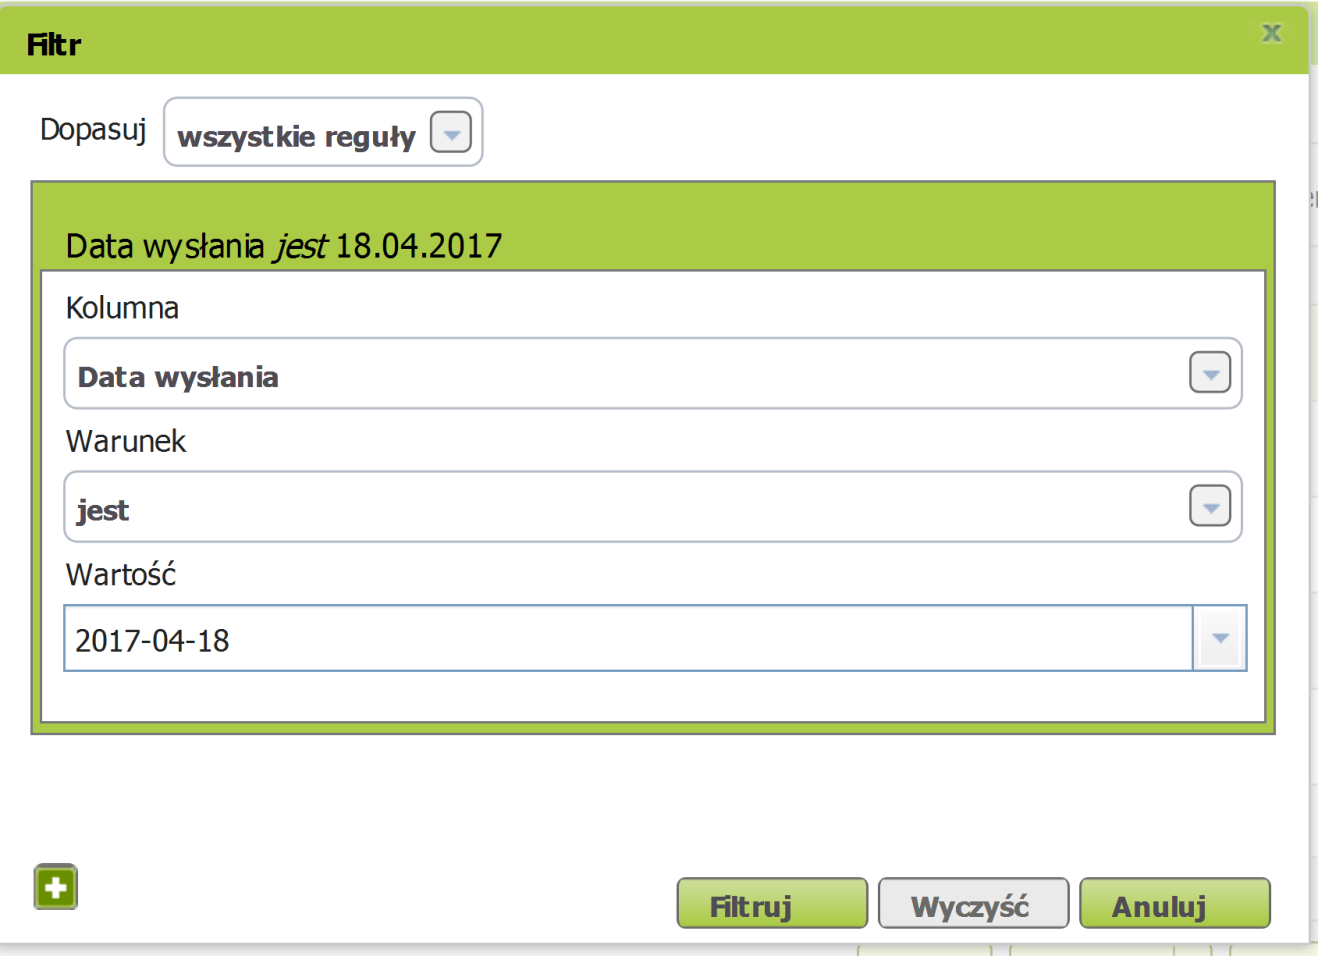 Filtr
x
Dopasuj wszystkie reguły
Data wysłania jest 18.04.2017
Kolumna
Data wysłania
Warunek
jest
Wartość
2017-04-18
Filtruj Wyczyść Anuluj